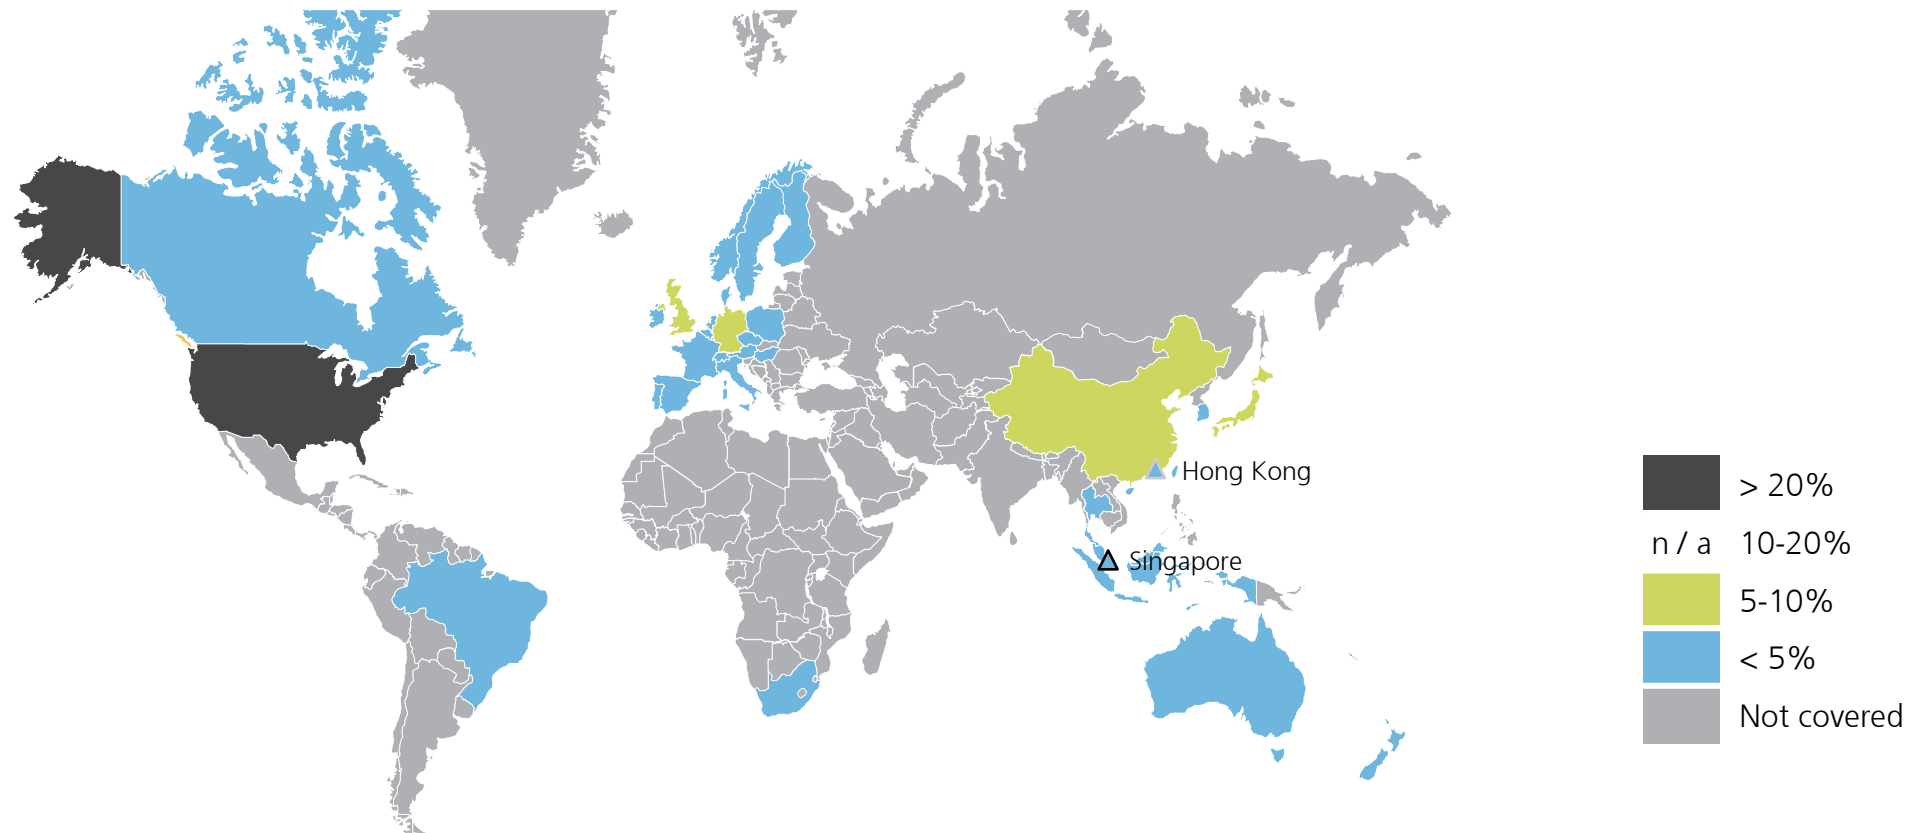 Hong Kong
Singapore
> 20%
n / a 10-20%
5-10%
< 5%
Not covered